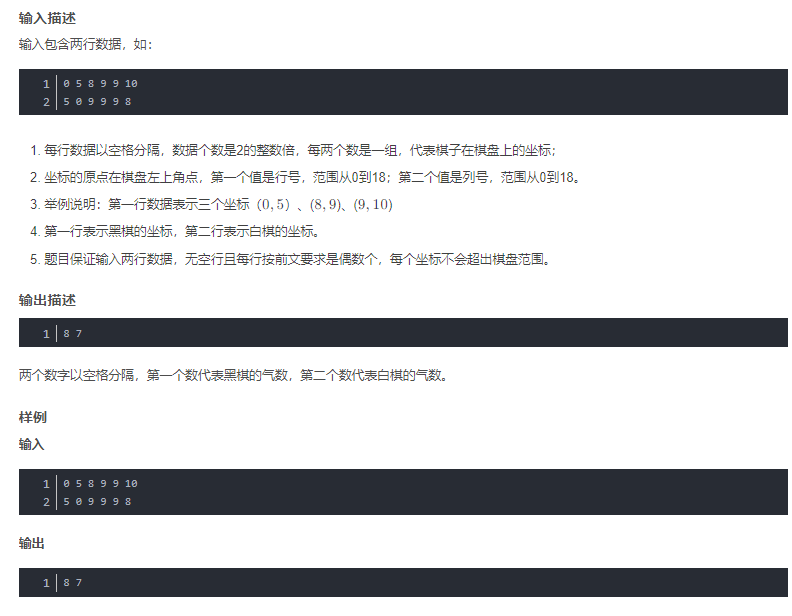 输入描述
输入包含两行数据，如：
1 0 5 8 9 9 10
2 5 0 9 9 9 8
1. 每行数据以空格分隔，数据个数是2的整数倍，每两个数是一组，代表棋子在棋盘上的坐标；
2. 坐标的原点在棋盘左上角点，第一个值是行号，范围从0到18；第二个值是列号，范围从0到18。
3. 举例说明：第一行数据表示三个坐标（0, 5）、(8, 9)、(9, 10)
4. 第一行表示黑棋的坐标，第二行表示白棋的坐标。
5. 题目保证输入两行数据，无空行且每行按前文要求是偶数个，每个坐标不会超出棋盘范围。
输出描述
1 8 7
两个数字以空格分隔，第一个数代表黑棋的气数，第二个数代表白棋的气数。
样例
输入
1 0 5 8 9 9 10
2 5 0 9 9 9 8
输出
1 8 7